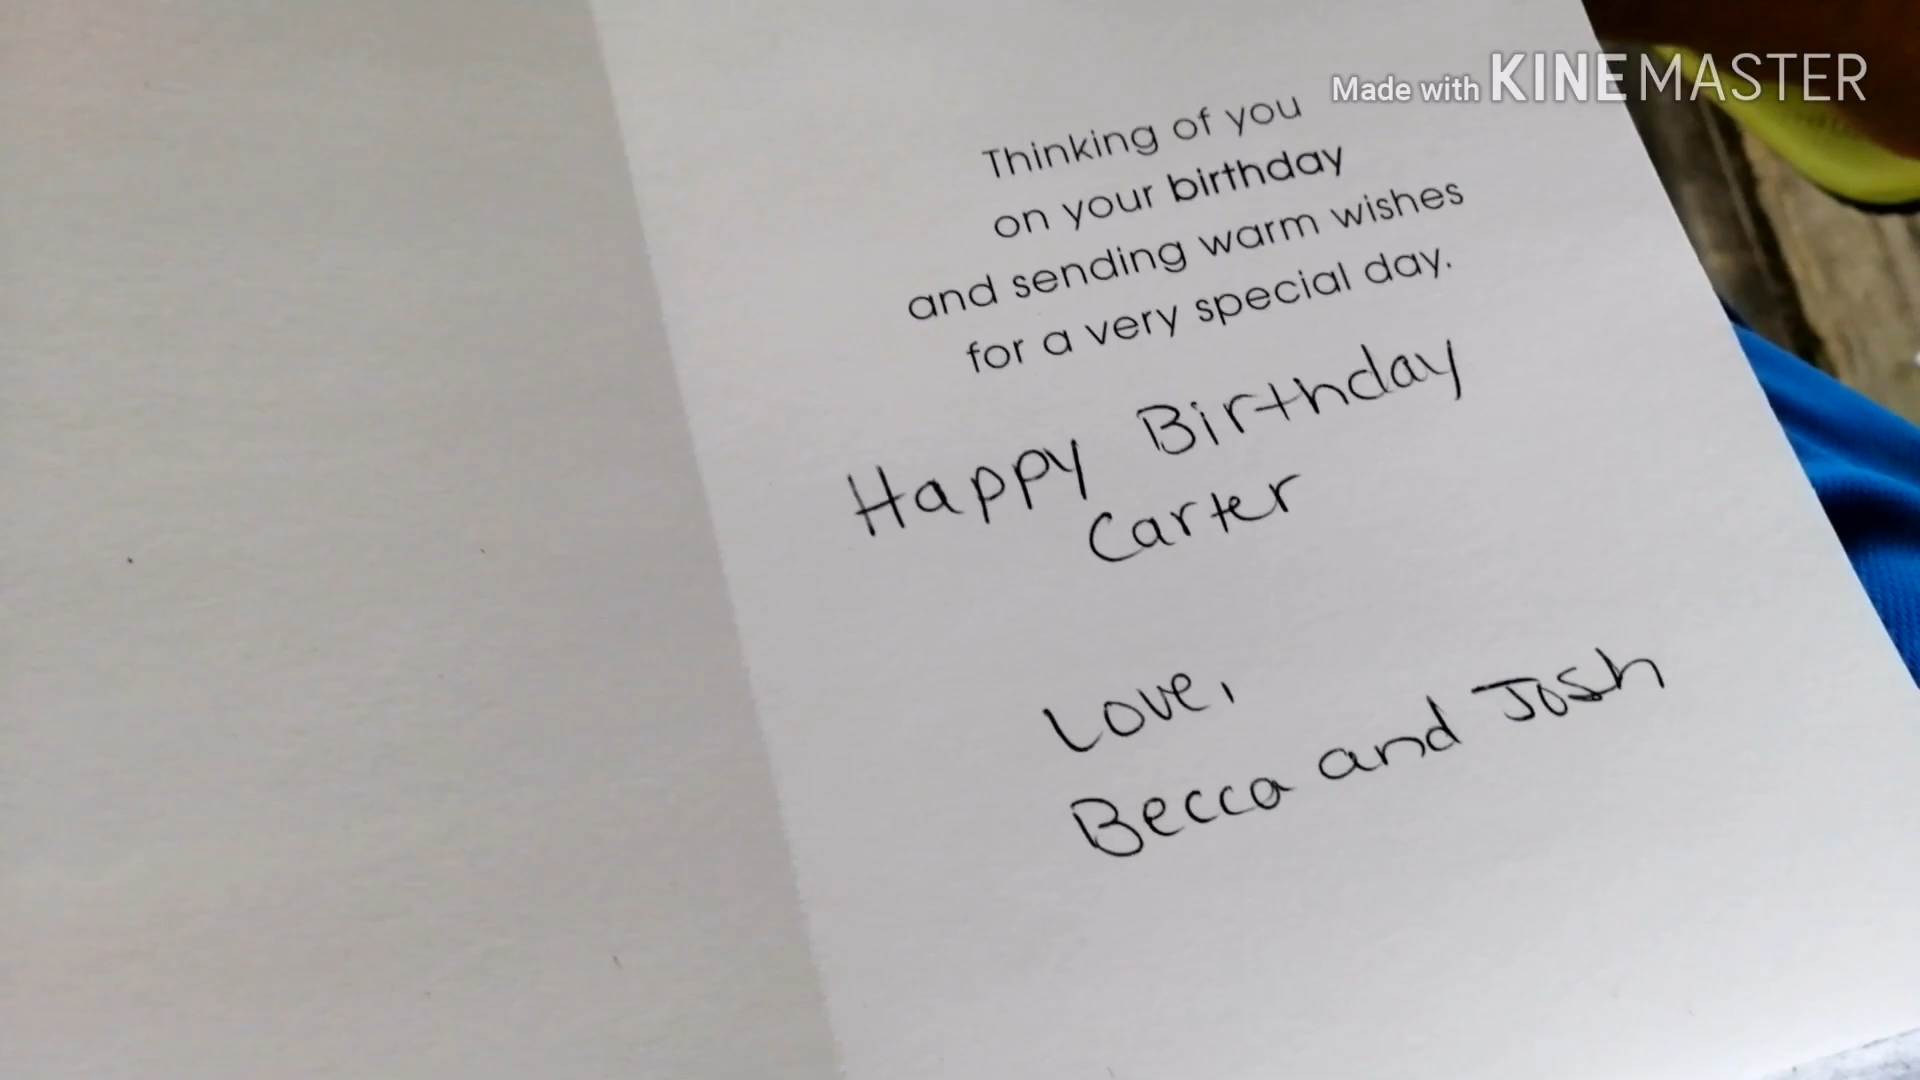 Made with KINEMASTER
Thinking of you
on your birthday
and sending warm wishes
for a very special day.
Happy Birthday
Carter
Love,
Becca and Josh